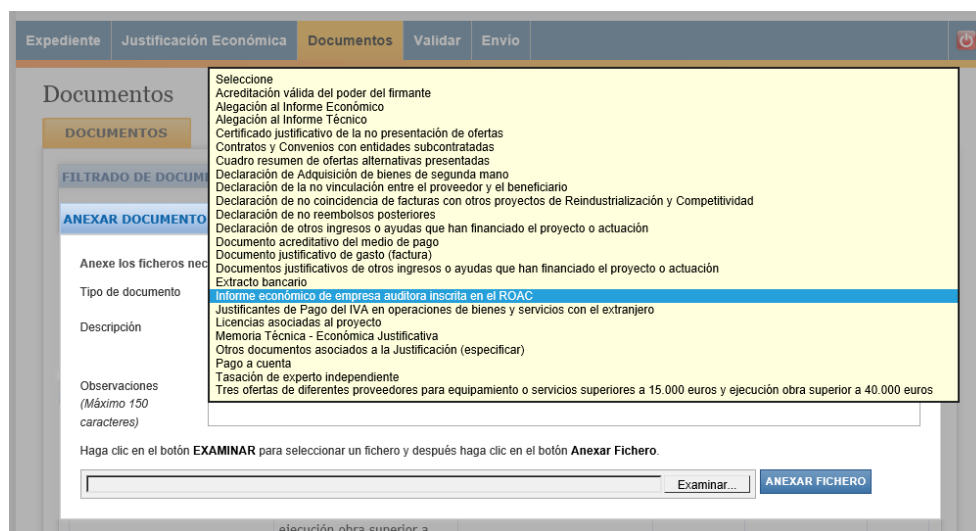 Expediente Justificación Económica Documentos Validar Envío
Documentos
DOCUMENTOS
FILTRADO DE DOCUM
ANEXAR DOCUMENTO
Anexe los ficheros nec
Tipo de documento
Seleccione
Acreditación válida del poder del firmante
Alegación al Informe Económico
Alegación al Informe Técnico
Certificado justificativo de la no presentación de ofertas
Contratos y Convenios con entidades subcontratadas
Cuadro resumen de ofertas alternativas presentadas
Declaración de Adquisición de bienes de segunda mano
Declaración de la no vinculación entre el proveedor y el beneficiario
Declaración de no coincidencia de facturas con otros proyectos de Reindustrialización y Competitividad
Declaración de no reembolsos posteriores
Declaración de otros ingresos o ayudas que han financiado el proyecto o actuación
Documento acreditativo del medio de pago
Documento justificativo de gasto (factura)
Documentos justificativos de otros ingresos o ayudas que han financiado el proyecto o actuación
Extracto bancario
Informe económico de empresa auditora inscrita en el ROAC
Justificantes de Pago del IVA en operaciones de bienes y servicios con el extranjero
Licencias asociadas al proyecto
Memoria Técnica - Económica Justificativa
Otros documentos asociados a la Justificación (especificar)
Pago a cuenta
Tasación de experto independiente
Tres ofertas de diferentes proveedores para equipamiento o servicios superiores a 15.000 euros y ejecución obra superior a 40.000 euros
Descripción
Observaciones
(Máximo 150
caracteres)
Haga clic en el botón EXAMINAR para seleccionar un fichero y después haga clic en el botón Anexar Fichero.
Examinar... ANEXAR FICHERO
ejecución obra superior a